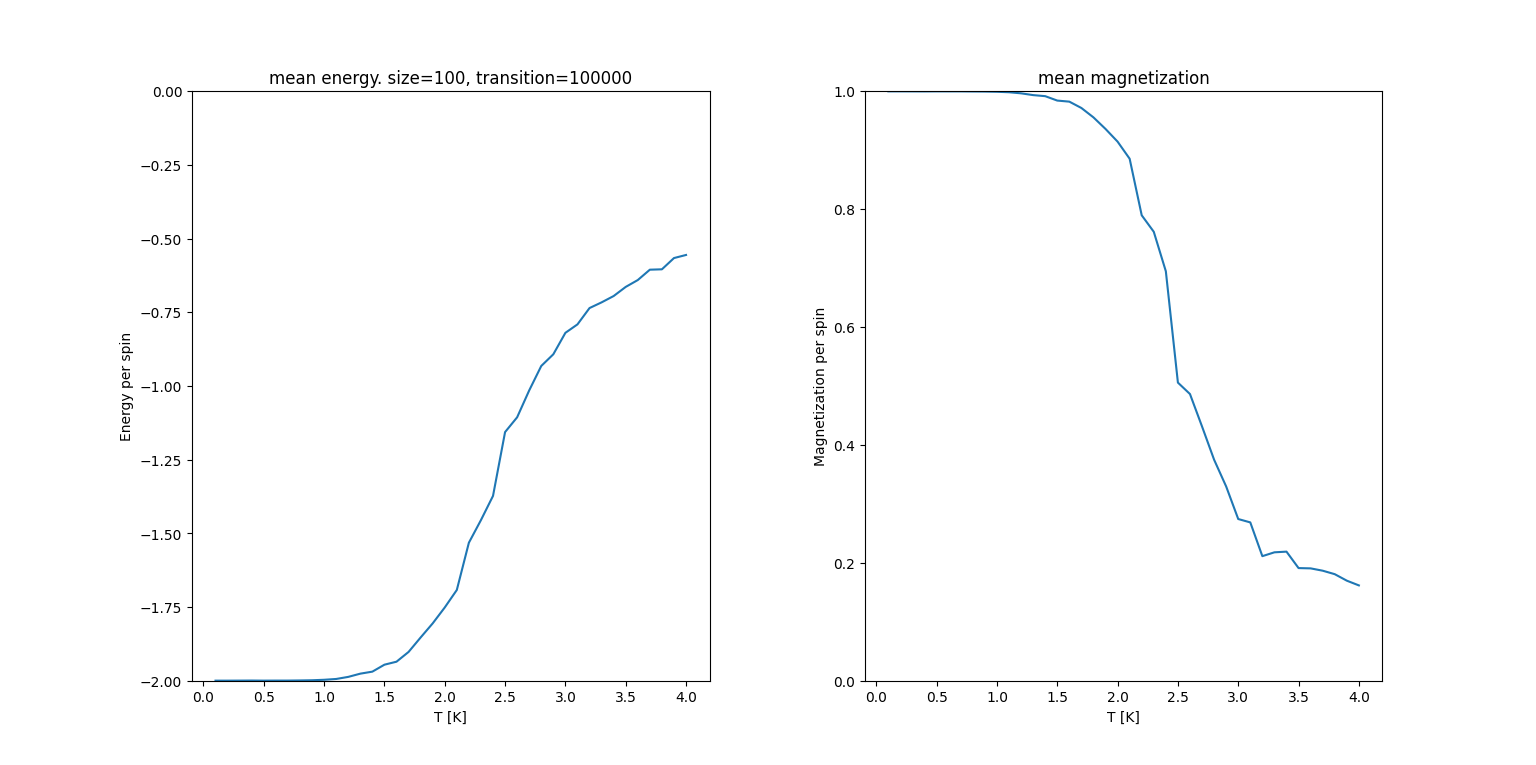 mean energy. size=100, transition=100000
0.00
−0.25
−0.50
−0.75
−1.00
−1.25
−1.50
−1.75
−2.00
Energy per spin
0.0 0.5 1.0 1.5 2.0 2.5 3.0 3.5 4.0
T [K]
mean magnetization
1.0
0.8
0.6
0.4
0.2
0.0
Magnetization per spin
0.0 0.5 1.0 1.5 2.0 2.5 3.0 3.5 4.0
T [K]